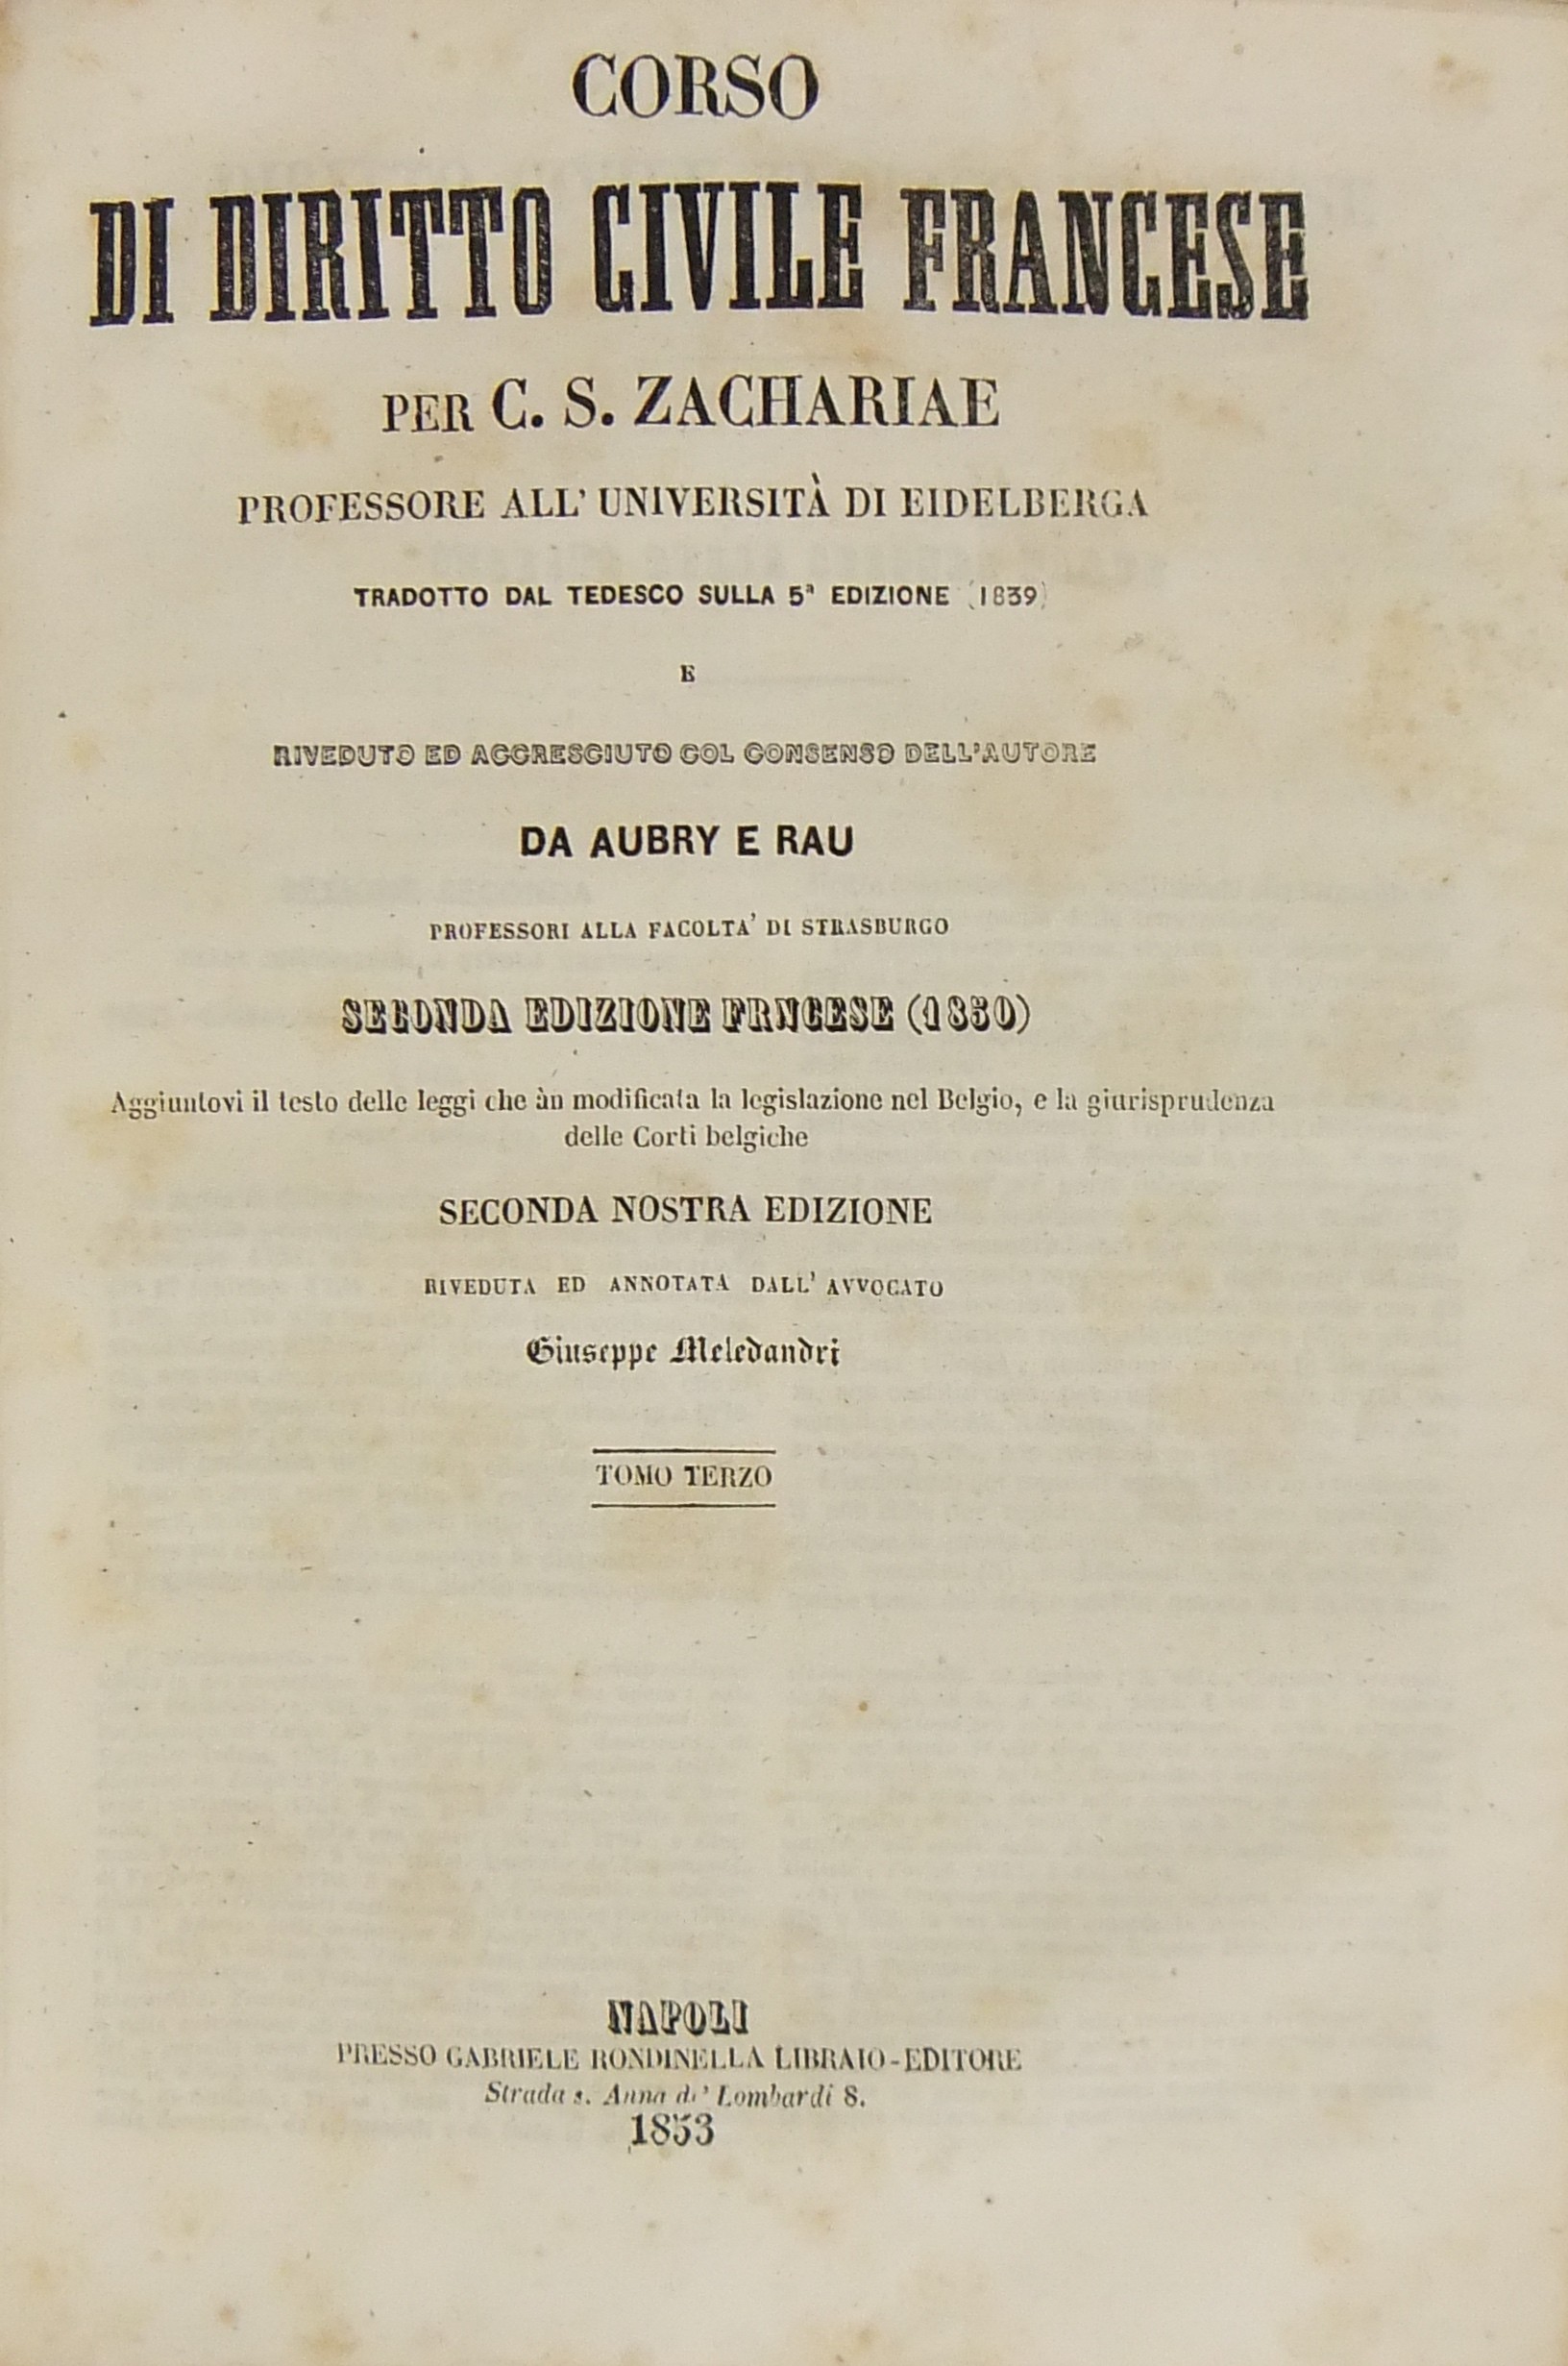 CORSO
DI DIRITTO CIVILE FRANCESE
PER C. S. ZACHARIAE
PROFESSORE ALL' UNIVERSITÀ DI EIDELBERGA
TRADOTTO DAL TEDESCO SULLA 5ª EDIZIONE (1839)
E
RIVEDUTO ED ACCRESCIUTO COL CONSENSO DELL'AUTORE
DA AUBRY E RAU
PROFESSORI ALLA FACOLTA' DI STRASBURGO
SECONDA EDIZIONE FRNCESE (1850)
Aggiuntovi il testo delle leggi che àn modificata la legislazione nel Belgio, e la giurisprudenza
delle Corti belgiche
SECONDA NOSTRA EDIZIONE
RIVEDUTA ED ANNOTATA DALL' AVVOCATO
Giuseppe Meledandri
TOMO TERZO
NAPOLI
PRESSO GABRIELE RONDINELLA LIBRAIO-EDITORE
Strada s. Anna de' Lombardi 8.
1853